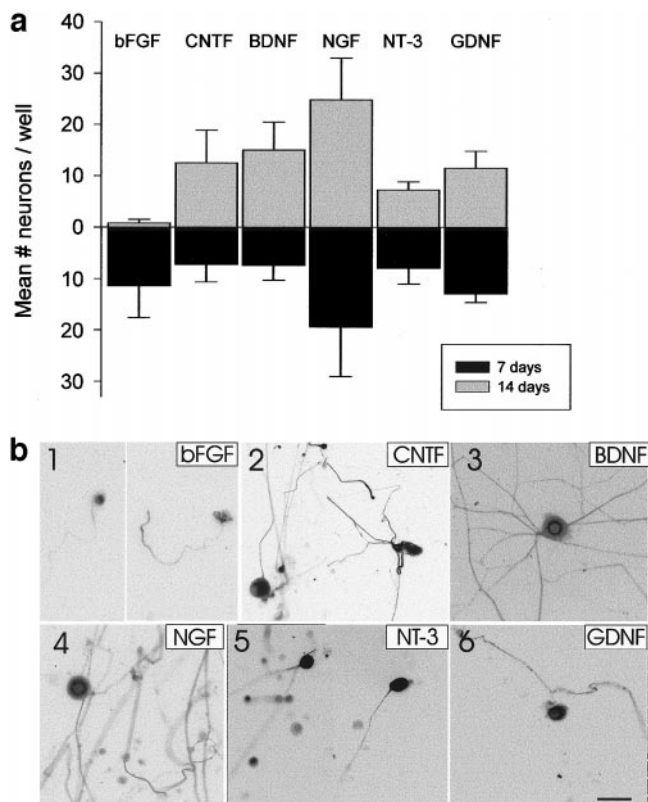 a
40
bFGF CNTF BDNF NGF NT-3 GDNF
30
20
10
0
10
20
30
Mean # neurons / well
7 days
14 days
b
1 bFGF 2 CNTF 3 BDNF
4 NGF 5 NT-3 6 GDNF